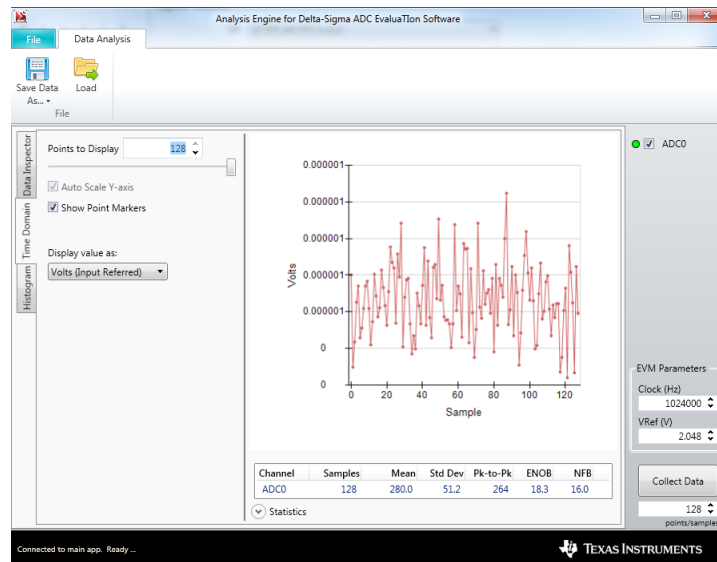 Analysis Engine for Delta-Sigma ADC EvaluaTIon Software
File
Data Analysis
Save Data As...
Load
File
Data Inspector
Time Domain
Histogram
Points to Display
128
Auto Scale Y-axis
Show Point Markers
Display value as:
Volts (Input Referred)
0.000001
0.000001
0.000001
0.000001
0.000001
0
0
Volts
0 20 40 60 80 100 120
Sample
Channel Samples Mean Std Dev Pk-to-Pk ENOB NFB
ADC0 128 280.0 51.2 264 18.3 16.0
Statistics
ADC0
EVM Parameters
Clock (Hz)
1024000
VRef (V)
2.048
Collect Data
128
points/samples
Connected to main app. Ready ...
TEXAS INSTRUMENTS